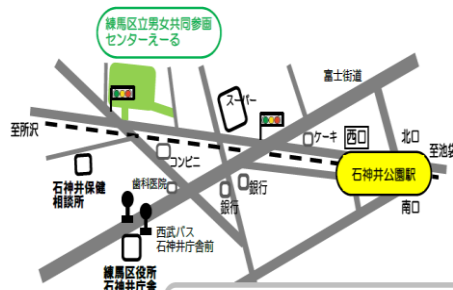 練馬区立男女共同参画
センターえーる
富士街道
スーパー
至所沢
ケーキ
西口
北口
至池袋
コンビニ
石神井公園駅
石神井保健
相談所
歯科医院
銀行
銀行
南口
西武バス
石神井庁舎前
練馬区役所
石神井庁舎